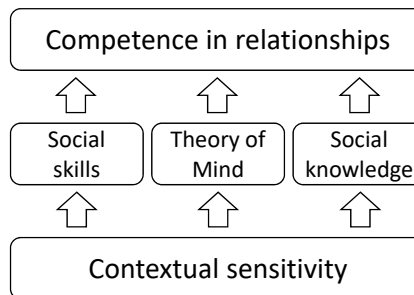 Competence in relationships
Social
skills
Theory of
Mind
Social
knowledge
Contextual sensitivity